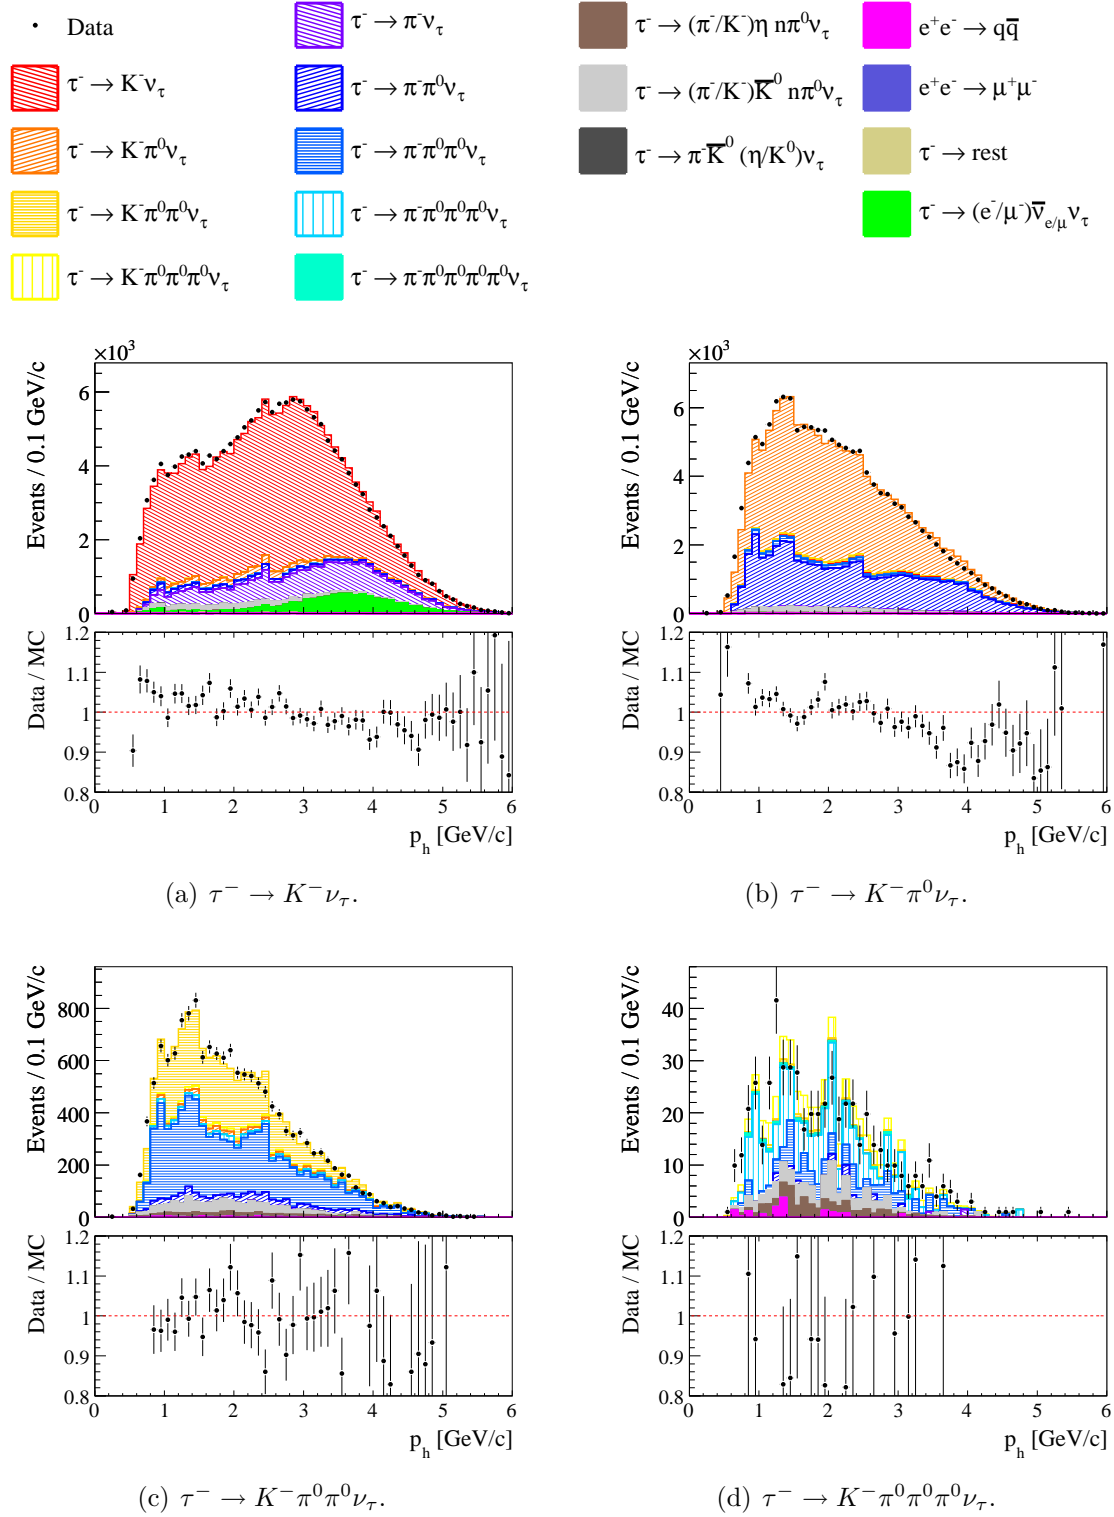 Data
τ⁻ → K⁻ν_τ
τ⁻ → K⁻π⁰ν_τ
τ⁻ → K⁻π⁰π⁰ν_τ
τ⁻ → K⁻π⁰π⁰π⁰ν_τ
τ⁻ → π⁻ν_τ
τ⁻ → π⁻π⁰ν_τ
τ⁻ → π⁻π⁰π⁰ν_τ
τ⁻ → π⁻π⁰π⁰π⁰ν_τ
τ⁻ → π⁻π⁰π⁰π⁰π⁰ν_τ
τ⁻ → (π⁻/K⁻)η nπ⁰ν_τ
τ⁻ → (π⁻/K⁻)K̅⁰ nπ⁰ν_τ
τ⁻ → π⁻K̅⁰ (η/K⁰)ν_τ
e⁺e⁻ → qq̅
e⁺e⁻ → μ⁺μ⁻
τ⁻ → rest
τ⁻ → (e⁻/μ⁻)ν̅_{e/μ}ν_τ
×10³
Events / 0.1 GeV/c
6
4
2
0
Data / MC
1.2
1.1
1
0.9
0.8
0 1 2 3 4 5 6
p_h [GeV/c]
(a) τ⁻ → K⁻ν_τ.
×10³
Events / 0.1 GeV/c
6
4
2
0
Data / MC
1.2
1.1
1
0.9
0.8
0 1 2 3 4 5 6
p_h [GeV/c]
(b) τ⁻ → K⁻π⁰ν_τ.
Events / 0.1 GeV/c
800
600
400
200
0
Data / MC
1.2
1.1
1
0.9
0.8
0 1 2 3 4 5 6
p_h [GeV/c]
(c) τ⁻ → K⁻π⁰π⁰ν_τ.
Events / 0.1 GeV/c
40
30
20
10
0
Data / MC
1.2
1.1
1
0.9
0.8
0 1 2 3 4 5 6
p_h [GeV/c]
(d) τ⁻ → K⁻π⁰π⁰π⁰ν_τ.